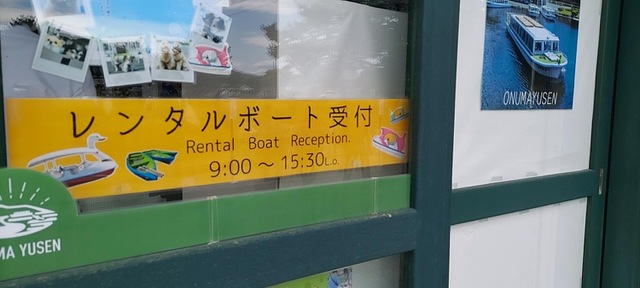 レンタルボート受付
Rental Boat Reception.
9:00～15:30L.o.
MA YUSEN
ONUMAYUSEN